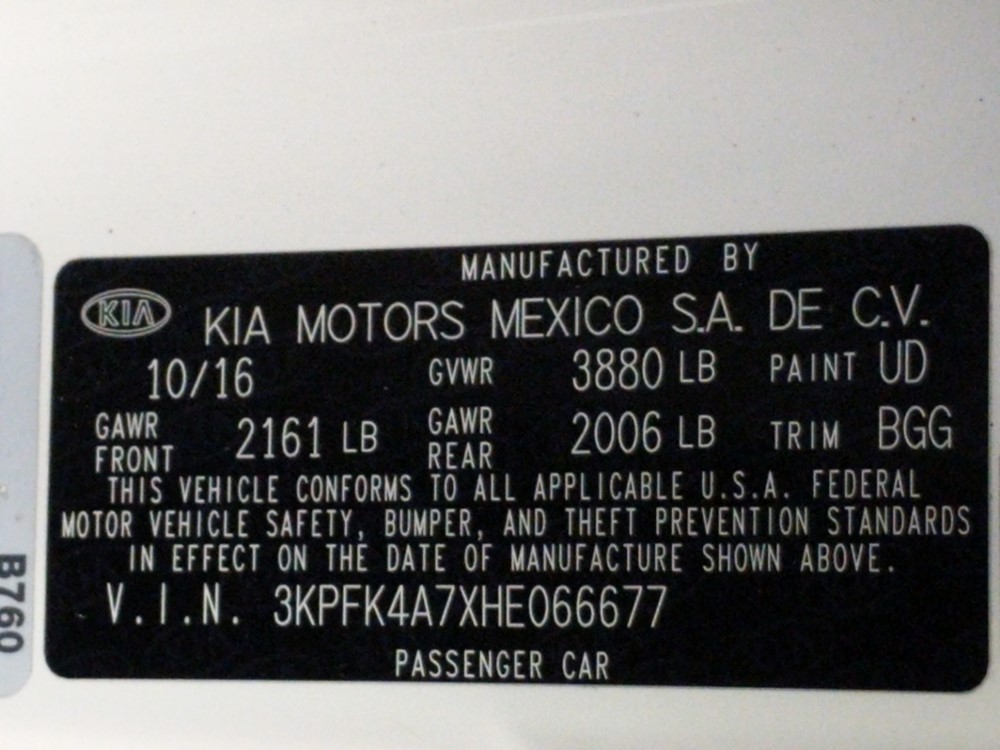 MANUFACTURED BY
KIA KIA MOTORS MEXICO S.A. DE C.V.
10/16 GVWR 3880 LB PAINT UD
GAWR FRONT 2161 LB GAWR REAR 2006 LB TRIM BGG
THIS VEHICLE CONFORMS TO ALL APPLICABLE U.S.A. FEDERAL
MOTOR VEHICLE SAFETY, BUMPER, AND THEFT PREVENTION STANDARDS
IN EFFECT ON THE DATE OF MANUFACTURE SHOWN ABOVE.
V.I.N. 3KPFK4A7XHE066677
PASSENGER CAR
B760